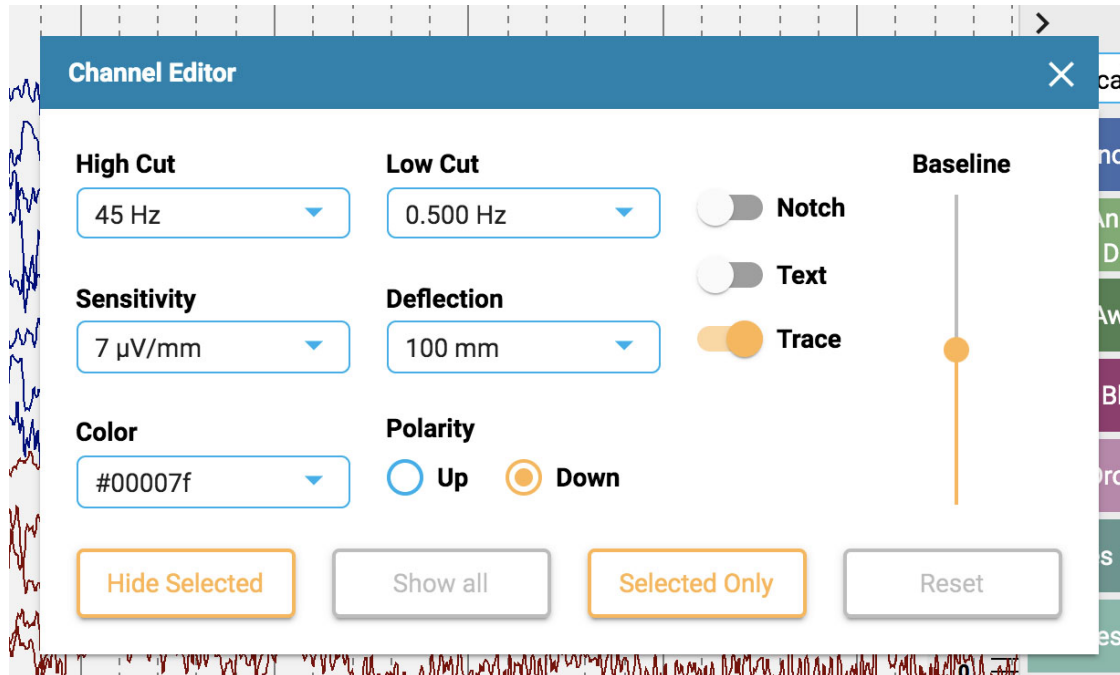 Channel Editor
High Cut
Low Cut
Baseline
45 Hz
0.500 Hz
Notch
Text
Sensitivity
Deflection
Trace
7 µV/mm
100 mm
Color
Polarity
#00007f
Up
Down
Hide Selected
Show all
Selected Only
Reset